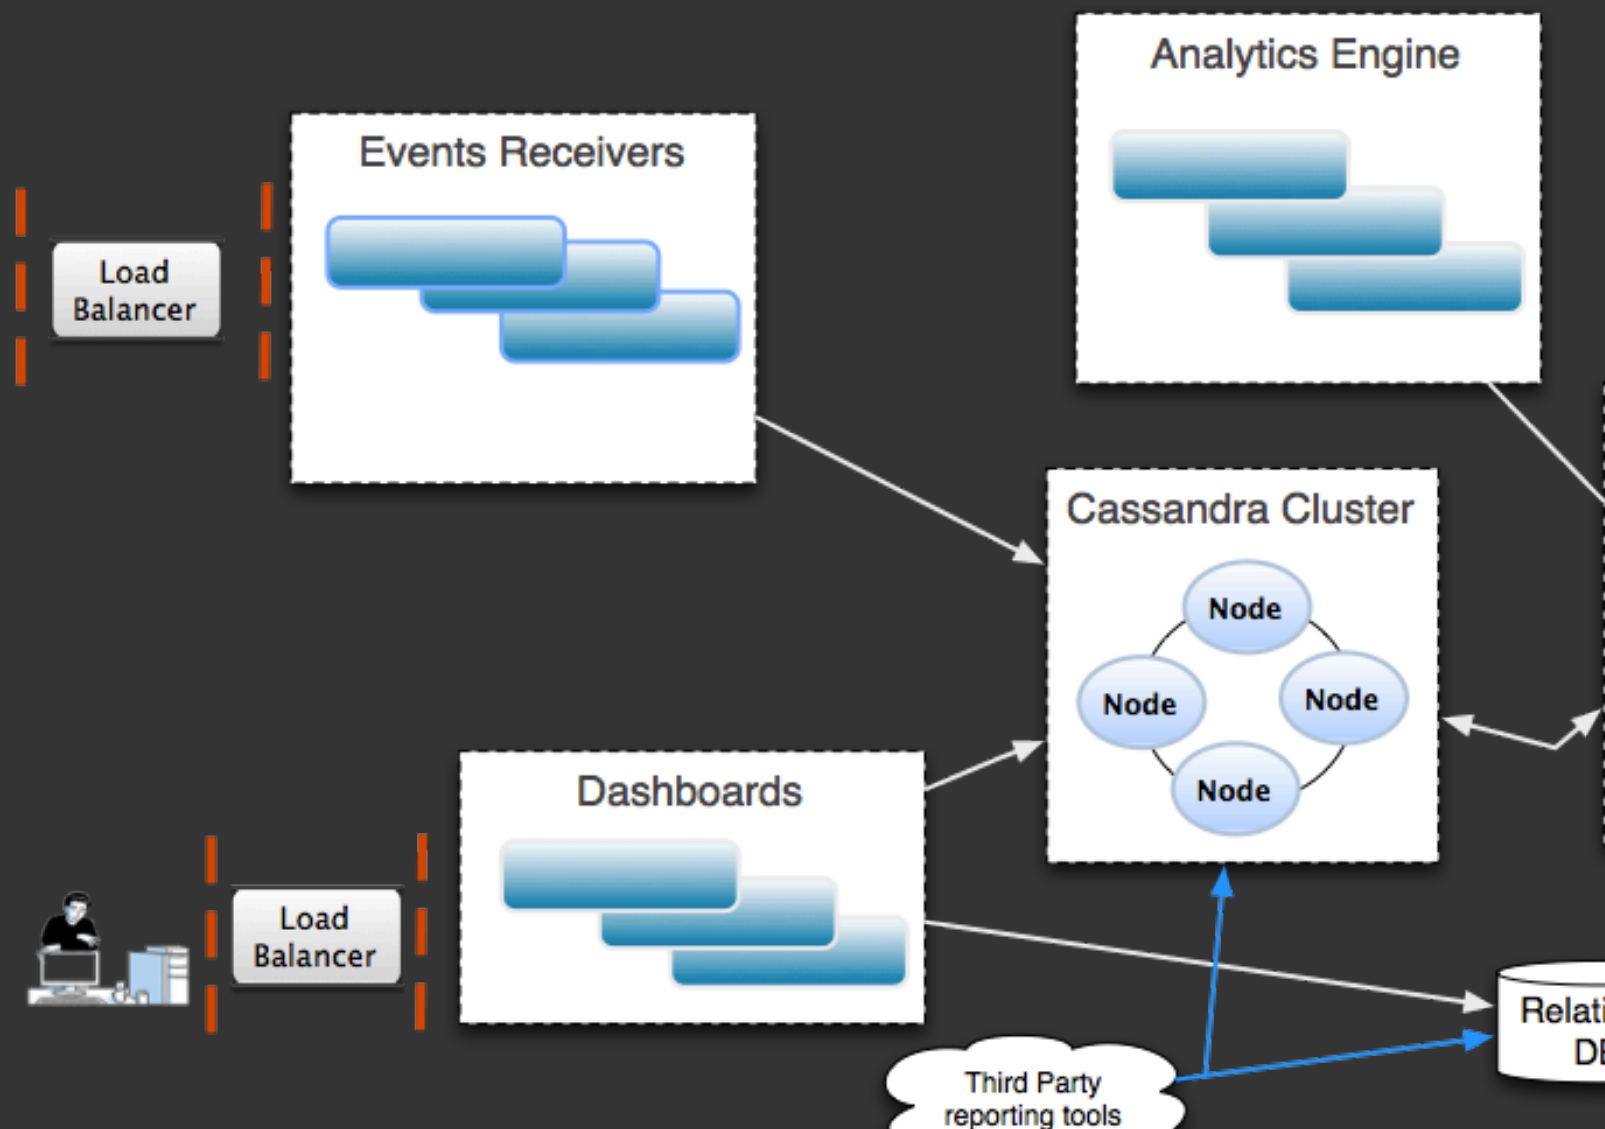 Analytics Engine
Events Receivers
Load
Balancer
Cassandra Cluster
Node
Node
Node
Node
Dashboards
Load
Balancer
Third Party
reporting tools